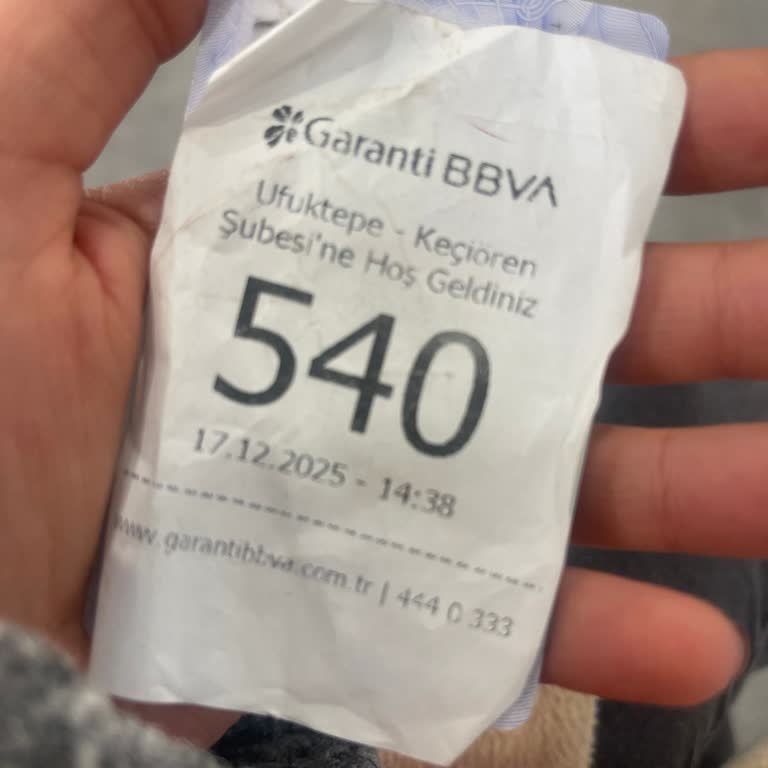 Garanti BBVA
Ufuktepe - Keçiören
Şubesi'ne Hoş Geldiniz
540
17.12.2025 - 14:38
www.garantibbva.com.tr | 444 0 333